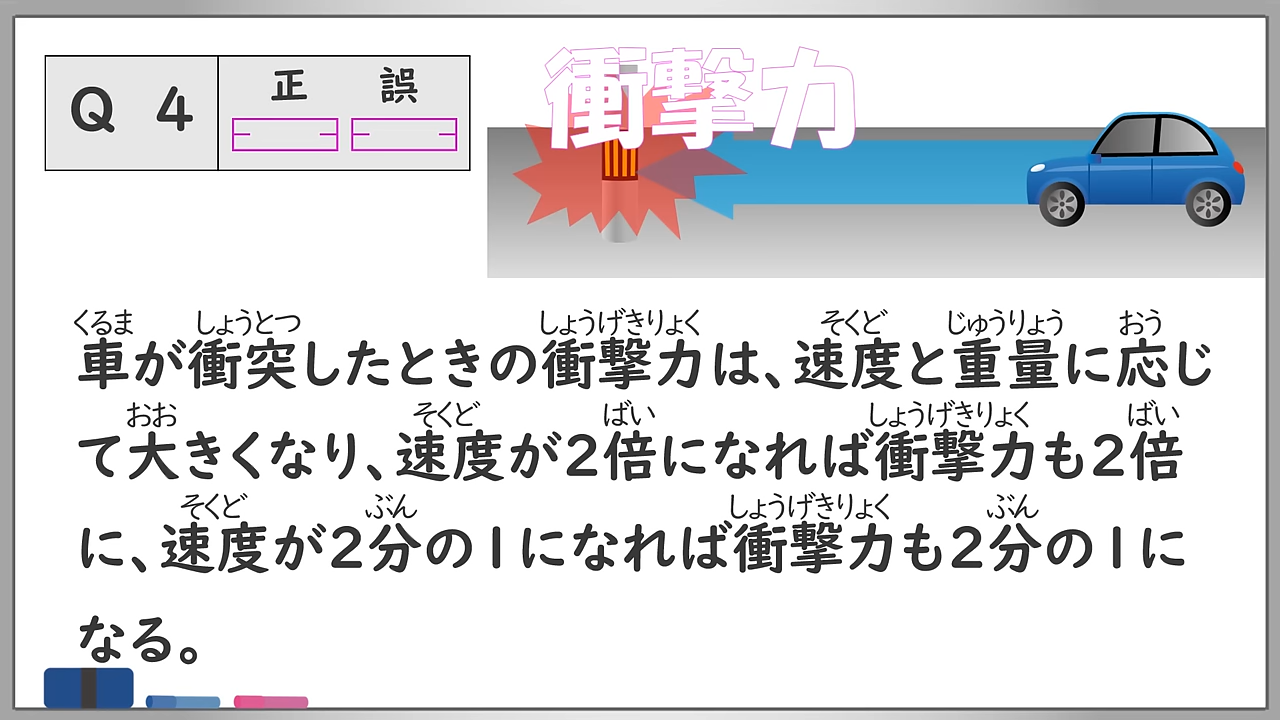 Q 4
正 誤
衝撃力
くるま しょうとつ しょうげきりょく そくど じゅうりょう おう
車が衝突したときの衝撃力は、速度と重量に応じ
おお そくど ばい しょうげきりょく ばい
て大きくなり、速度が2倍になれば衝撃力も2倍
そくど ぶん しょうげきりょく ぶん
に、速度が2分の1になれば衝撃力も2分の1に
なる。